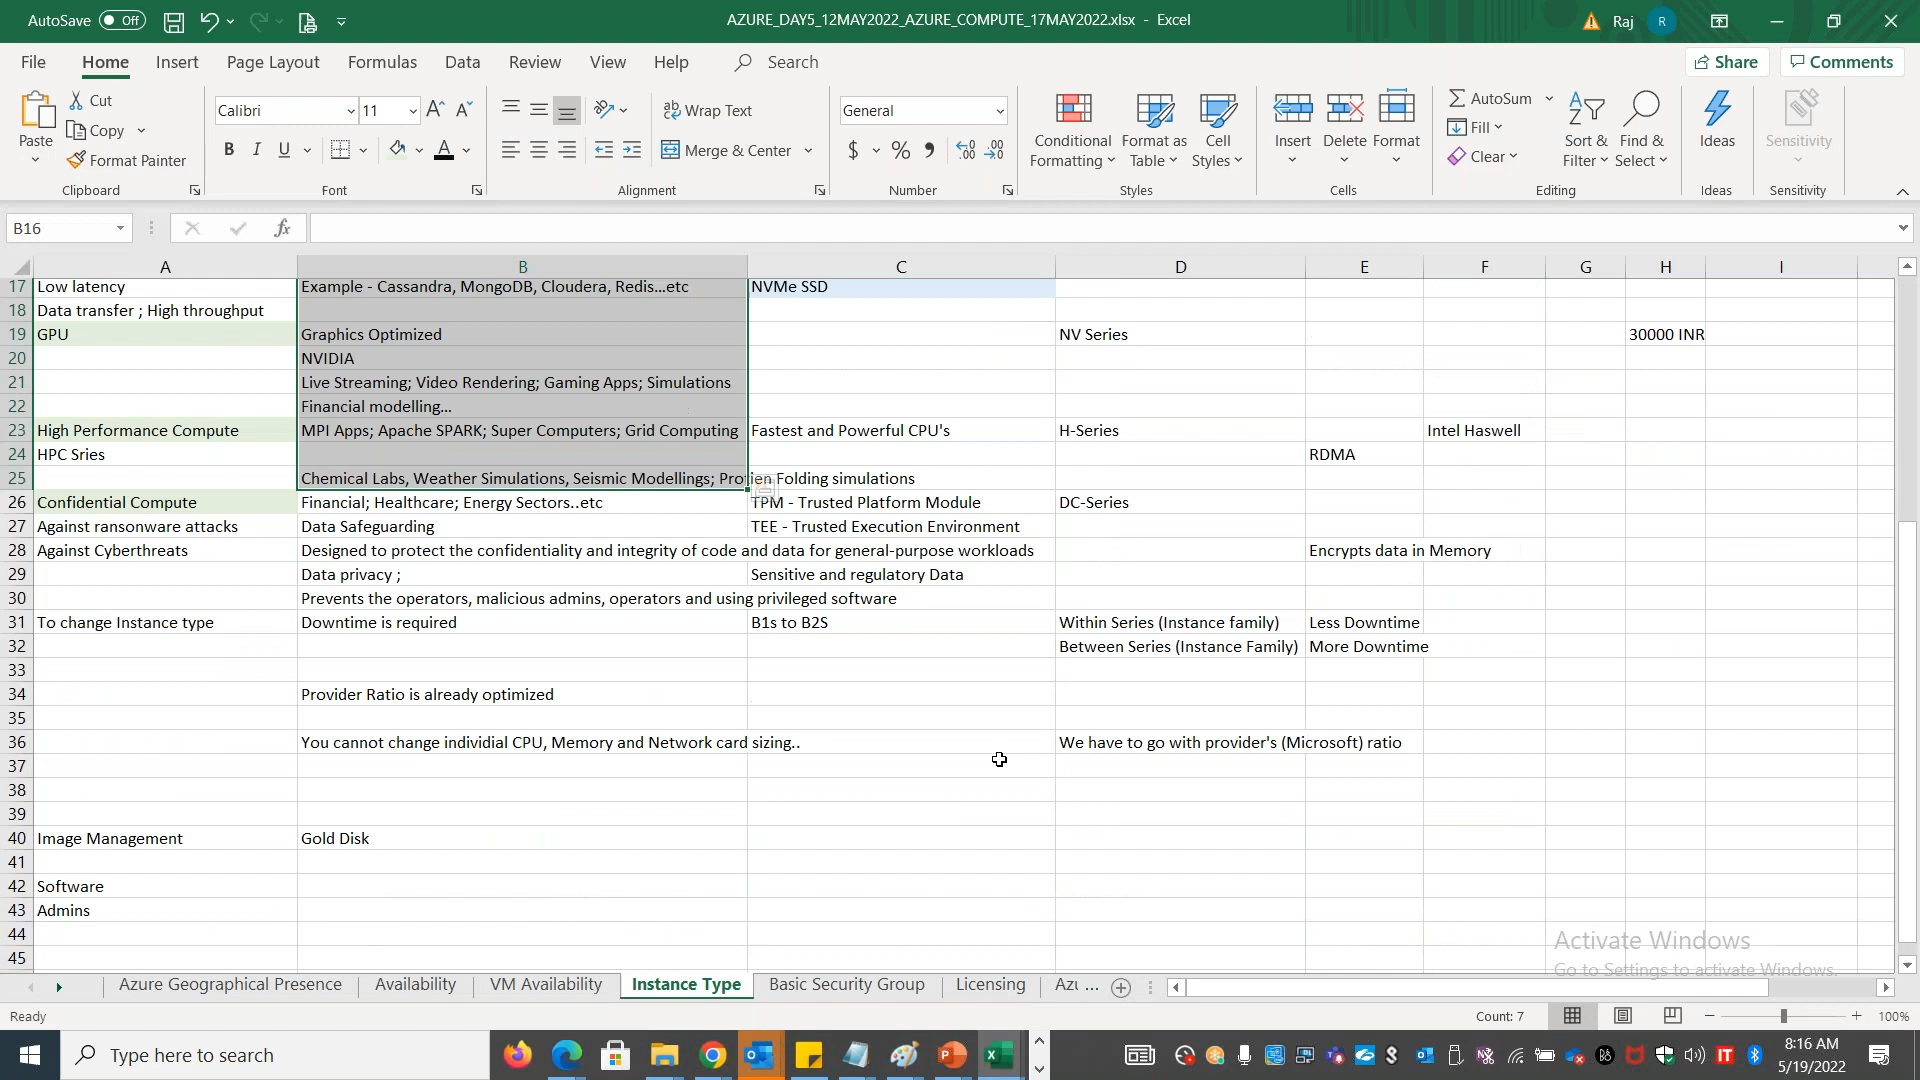 AutoSave Off AZURE_DAY5_12MAY2022_AZURE_COMPUTE_17MAY2022.xlsx - Excel Raj R
File Home Insert Page Layout Formulas Data Review View Help Search Share Comments
Paste Cut Copy Format Painter Clipboard
Calibri 11 B I U Font
Wrap Text Merge & Center Alignment
General $ % Number
Conditional Formatting Format as Table Cell Styles Styles
Insert Delete Format Cells
AutoSum Fill Clear Sort & Filter Find & Select Editing
Ideas Ideas
Sensitivity Sensitivity
B16 fx
A B C D E F G H I
17 Low latency Example - Cassandra, MongoDB, Cloudera, Redis...etc NVMe SSD
18 Data transfer ; High throughput
19 GPU Graphics Optimized NV Series 30000 INR
20 NVIDIA
21 Live Streaming; Video Rendering; Gaming Apps; Simulations
22 Financial modelling...
23 High Performance Compute MPI Apps; Apache SPARK; Super Computers; Grid Computing Fastest and Powerful CPU's H-Series Intel Haswell
24 HPC Sries RDMA
25 Chemical Labs, Weather Simulations, Seismic Modellings; Protien Folding simulations
26 Confidential Compute Financial; Healthcare; Energy Sectors..etc TPM - Trusted Platform Module DC-Series
27 Against ransonware attacks Data Safeguarding TEE - Trusted Execution Environment
28 Against Cyberthreats Designed to protect the confidentiality and integrity of code and data for general-purpose workloads Encrypts data in Memory
29 Data privacy ; Sensitive and regulatory Data
30 Prevents the operators, malicious admins, operators and using privileged software
31 To change Instance type Downtime is required B1s to B2S Within Series (Instance family) Less Downtime
32 Between Series (Instance Family) More Downtime
33
34 Provider Ratio is already optimized
35
36 You cannot change individial CPU, Memory and Network card sizing.. We have to go with provider's (Microsoft) ratio
37
38
39
40 Image Management Gold Disk
41
42 Software
43 Admins
44
45
Activate Windows
Go to Settings to activate Windows.
Azure Geographical Presence Availability VM Availability Instance Type Basic Security Group Licensing Azu ...
Ready Count: 7 100%
Type here to search 8:16 AM
5/19/2022